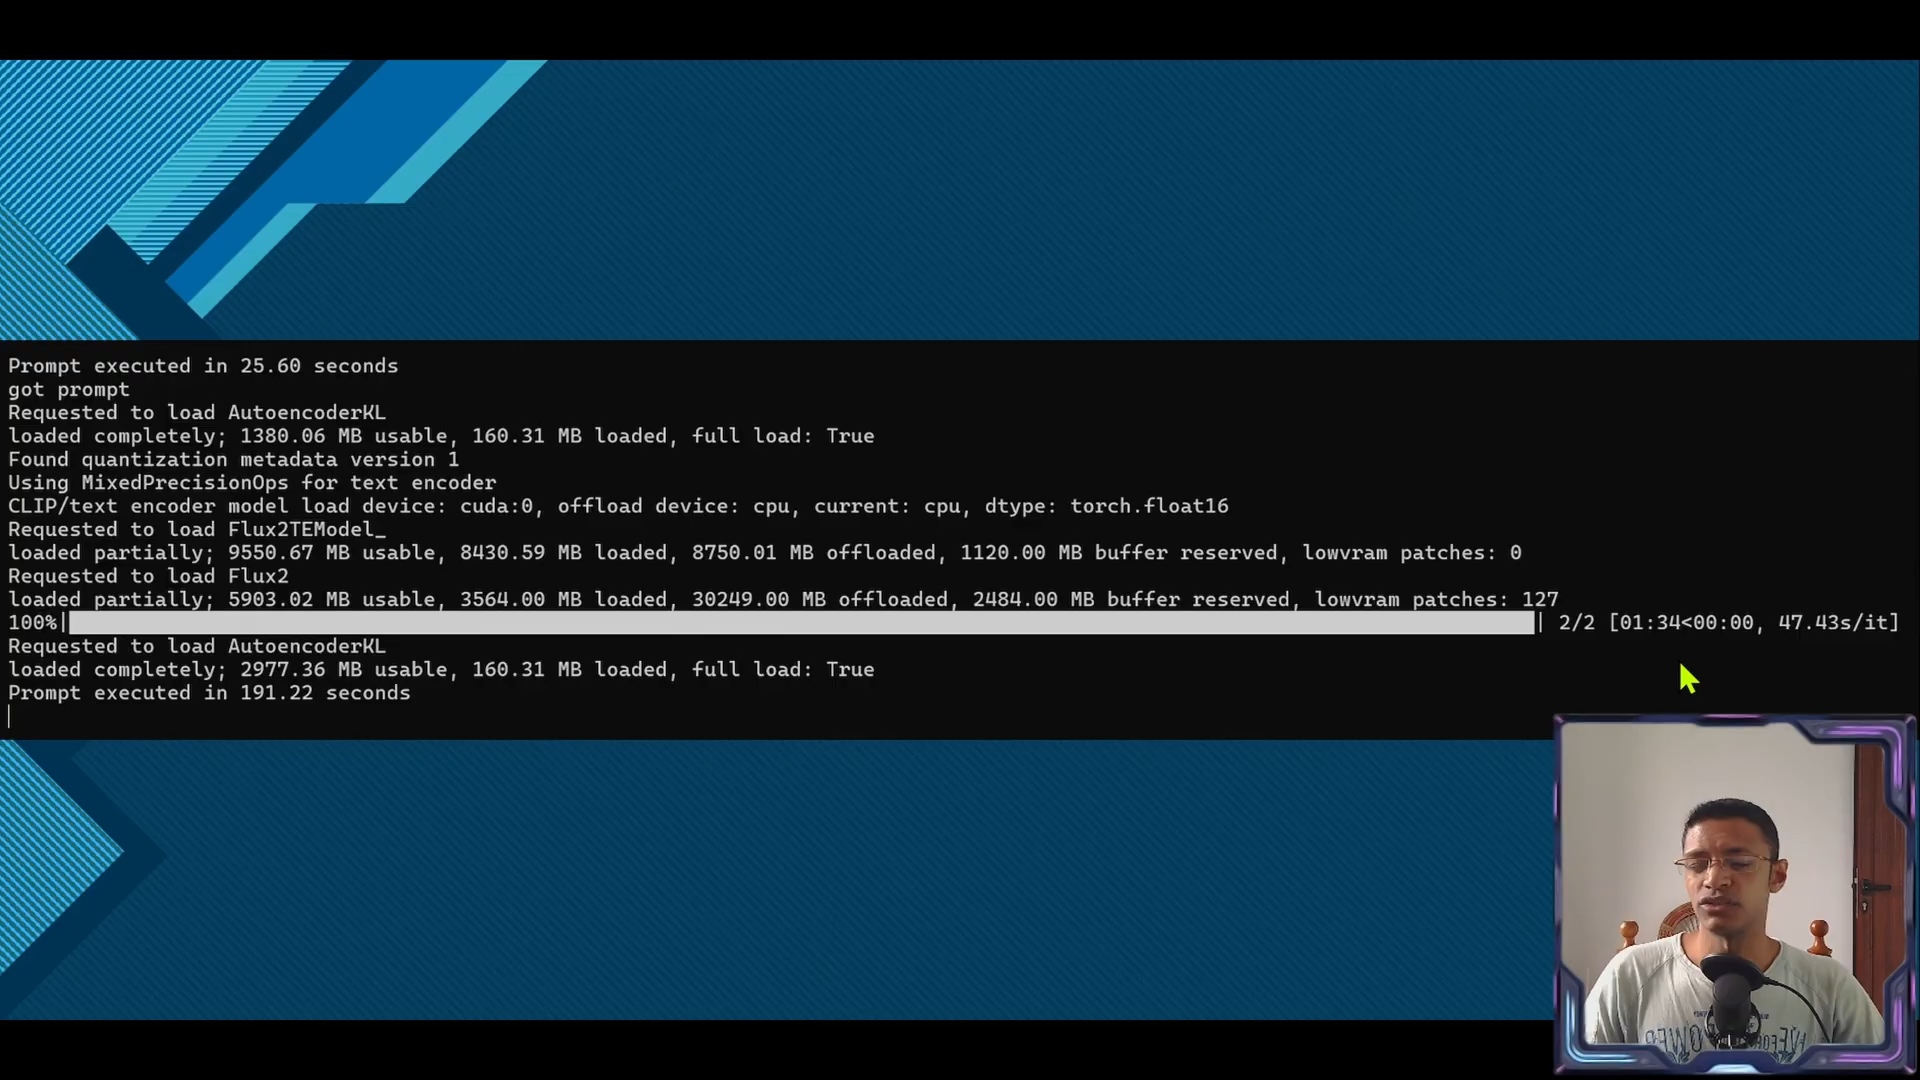 Prompt executed in 25.60 seconds
got prompt
Requested to load AutoencoderKL
loaded completely; 1380.06 MB usable, 160.31 MB loaded, full load: True
Found quantization metadata version 1
Using MixedPrecisionOps for text encoder
CLIP/text encoder model load device: cuda:0, offload device: cpu, current: cpu, dtype: torch.float16
Requested to load Flux2TEModel_
loaded partially; 9550.67 MB usable, 8430.59 MB loaded, 8750.01 MB offloaded, 1120.00 MB buffer reserved, lowvram patches: 0
Requested to load Flux2
loaded partially; 5903.02 MB usable, 3564.00 MB loaded, 30249.00 MB offloaded, 2484.00 MB buffer reserved, lowvram patches: 127
100%| | 2/2 [01:34<00:00, 47.43s/it]
Requested to load AutoencoderKL
loaded completely; 2977.36 MB usable, 160.31 MB loaded, full load: True
Prompt executed in 191.22 seconds